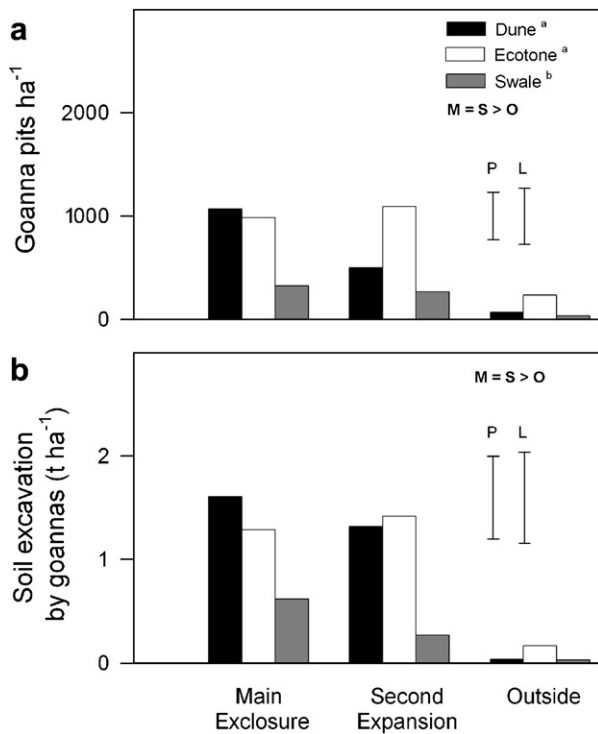 a
Dune a
Ecotone a
Swale b
M = S > O
P L
Goanna pits ha-1
2000
1000
0
b
M = S > O
P L
Soil excavation
by goannas (t ha-1)
2
1
0
Main
Exclosure
Second
Expansion
Outside